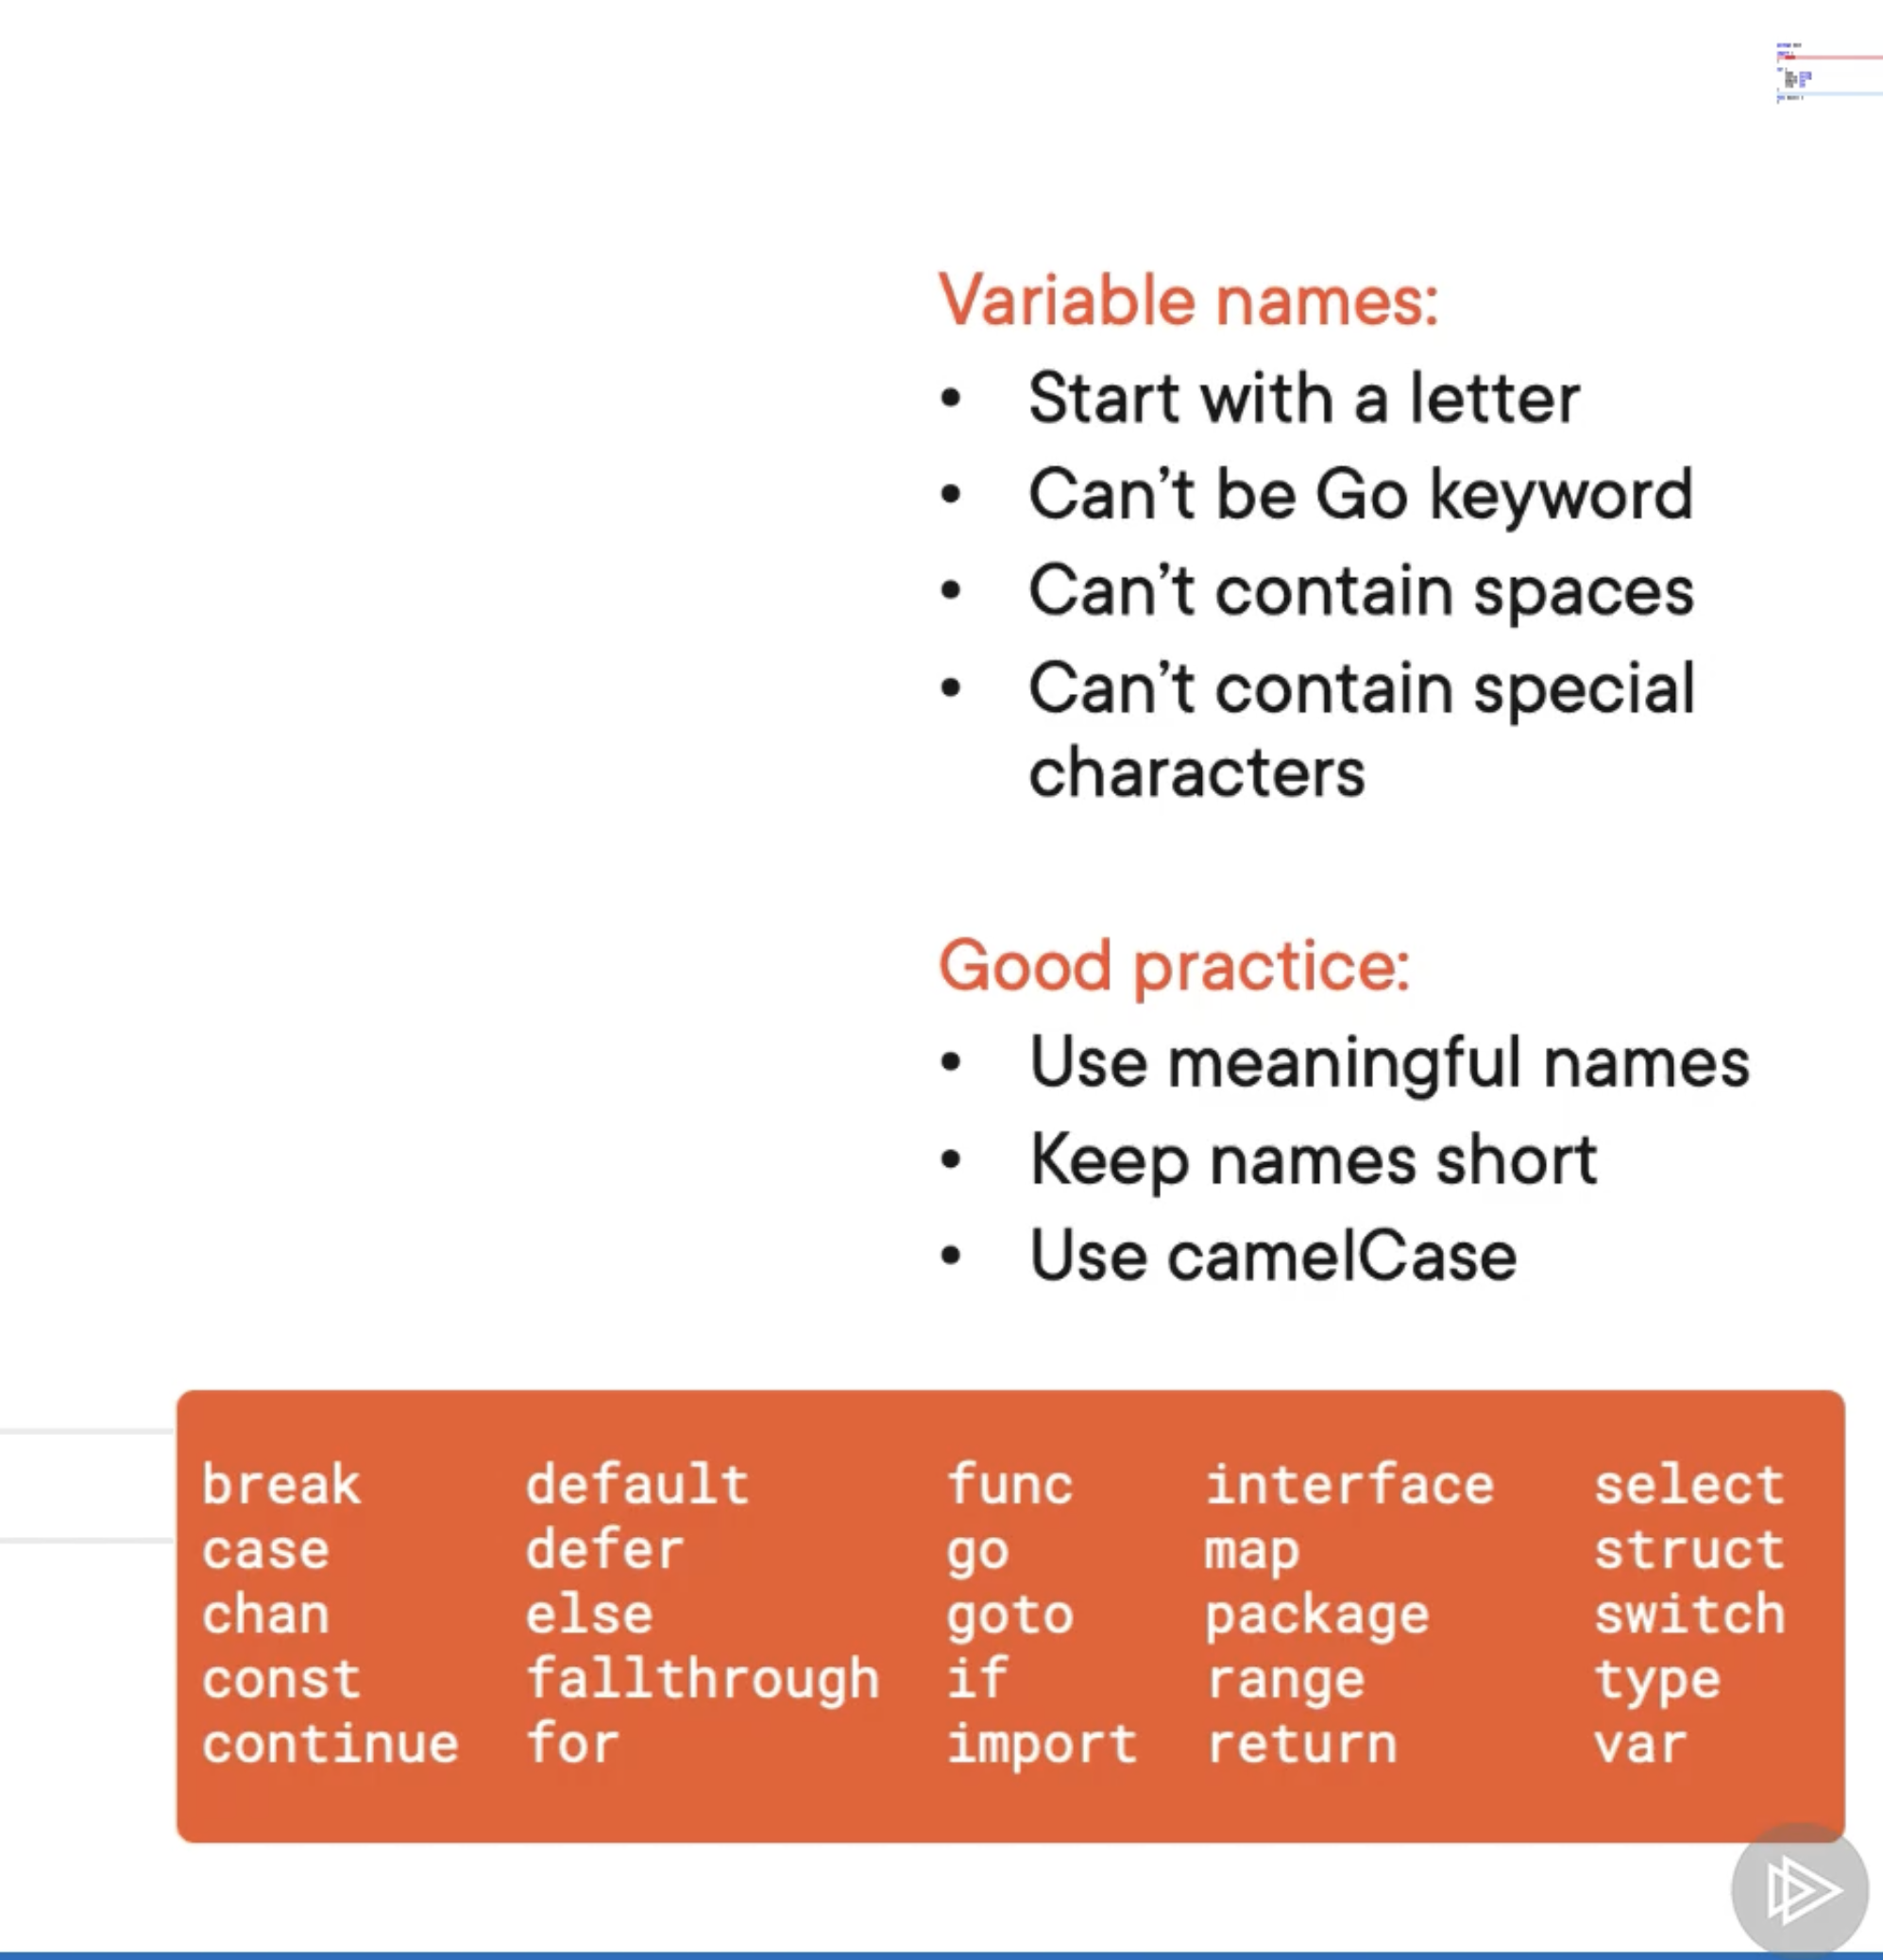 Variable names:
• Start with a letter
• Can't be Go keyword
• Can't contain spaces
• Can't contain special
characters
Good practice:
• Use meaningful names
• Keep names short
• Use camelCase
break default func interface select
case defer go map struct
chan else goto package switch
const fallthrough if range type
continue for import return var